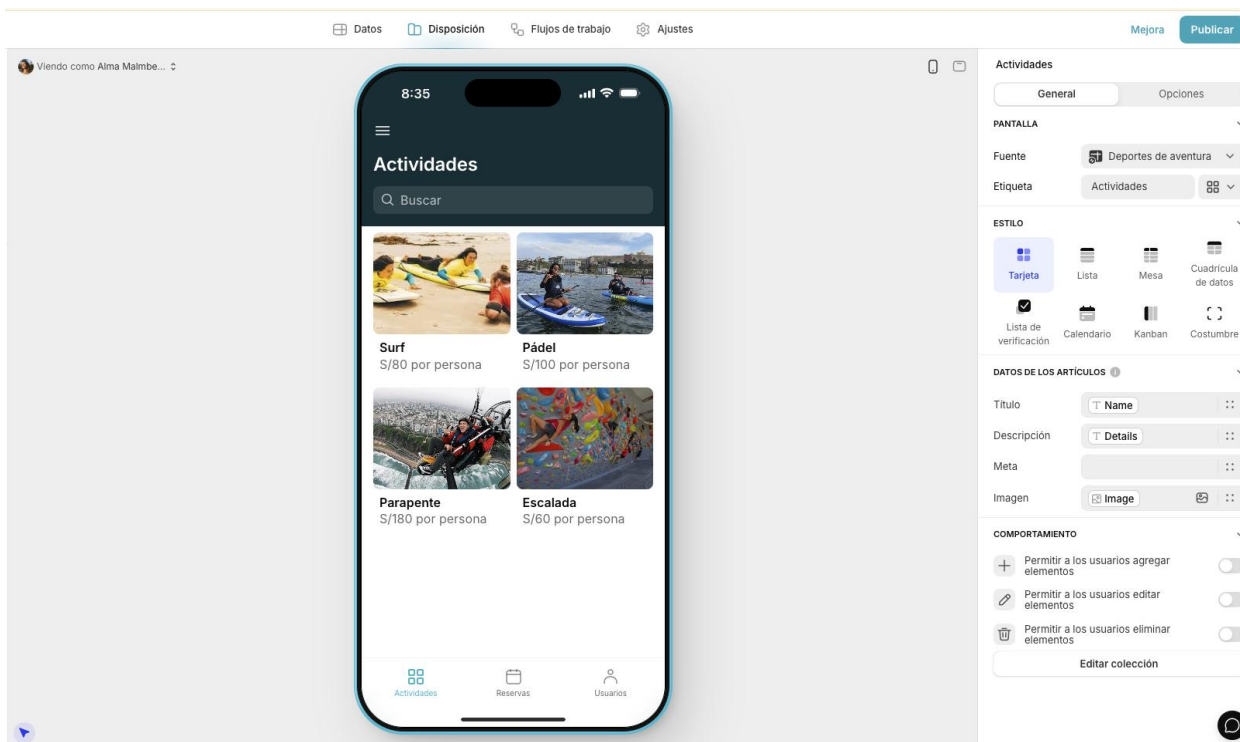 Datos Disposición Flujos de trabajo Ajustes Mejora Publicar
Viendo como Alma Malmbe...
8:35
Actividades
Buscar
Surf
S/80 por persona
Pádel
S/100 por persona
Parapente
S/180 por persona
Escalada
S/60 por persona
Actividades Reservas Usuarios
Actividades
General Opciones
PANTALLA
Fuente Deportes de aventura
Etiqueta Actividades
ESTILO
Tarjeta Lista Mesa Cuadrícula
de datos
Lista de
verificación
Calendario Kanban Costumbre
DATOS DE LOS ARTÍCULOS
Título T Name
Descripción T Details
Meta
Imagen Image
COMPORTAMIENTO
Permitir a los usuarios agregar
elementos
Permitir a los usuarios editar
elementos
Permitir a los usuarios eliminar
elementos
Editar colección